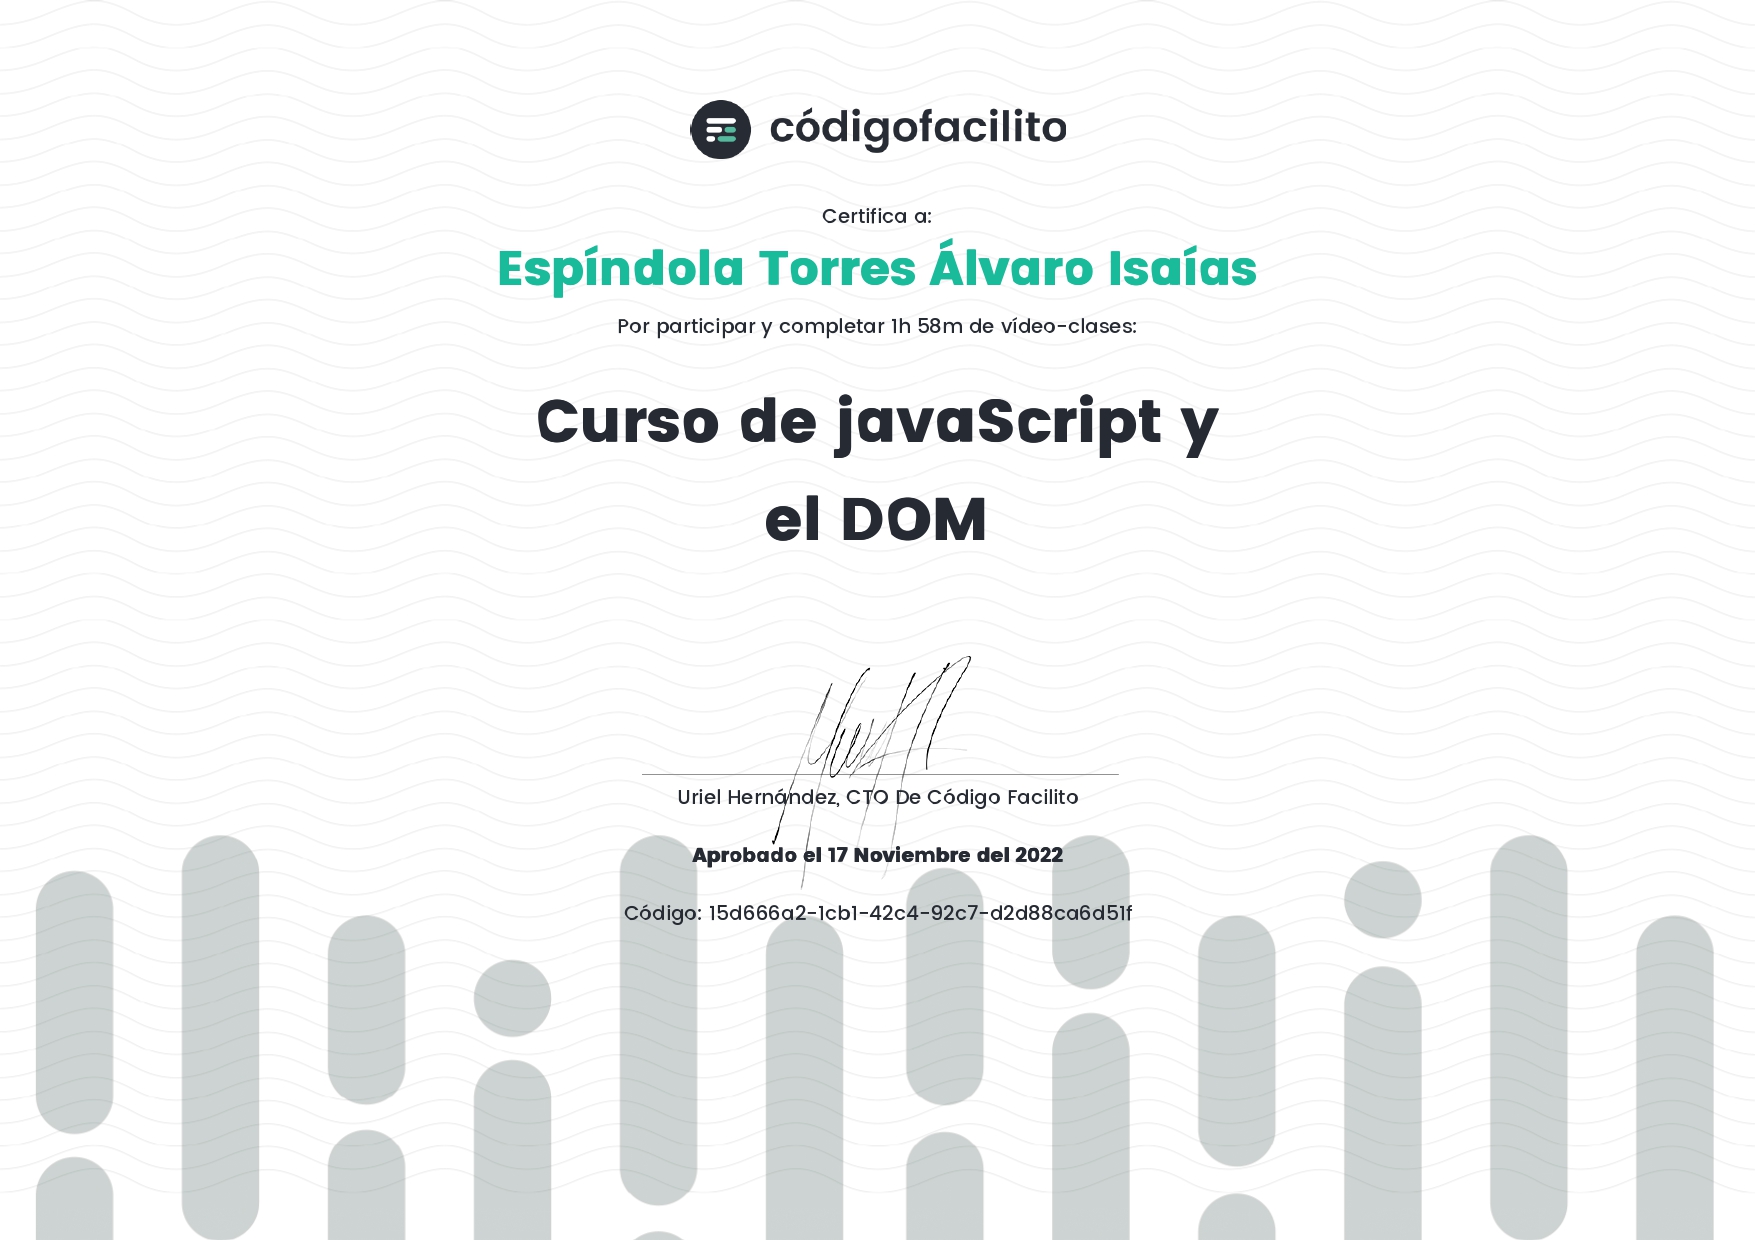 códigofacilito
Certifica a:
Espíndola Torres Álvaro Isaías
Por participar y completar 1h 58m de vídeo-clases:
Curso de javaScript y
el DOM
Uriel Hernández, CTO De Código Facilito
Aprobado el 17 Noviembre del 2022
Código: 15d666a2-1cb1-42c4-92c7-d2d88ca6d51f